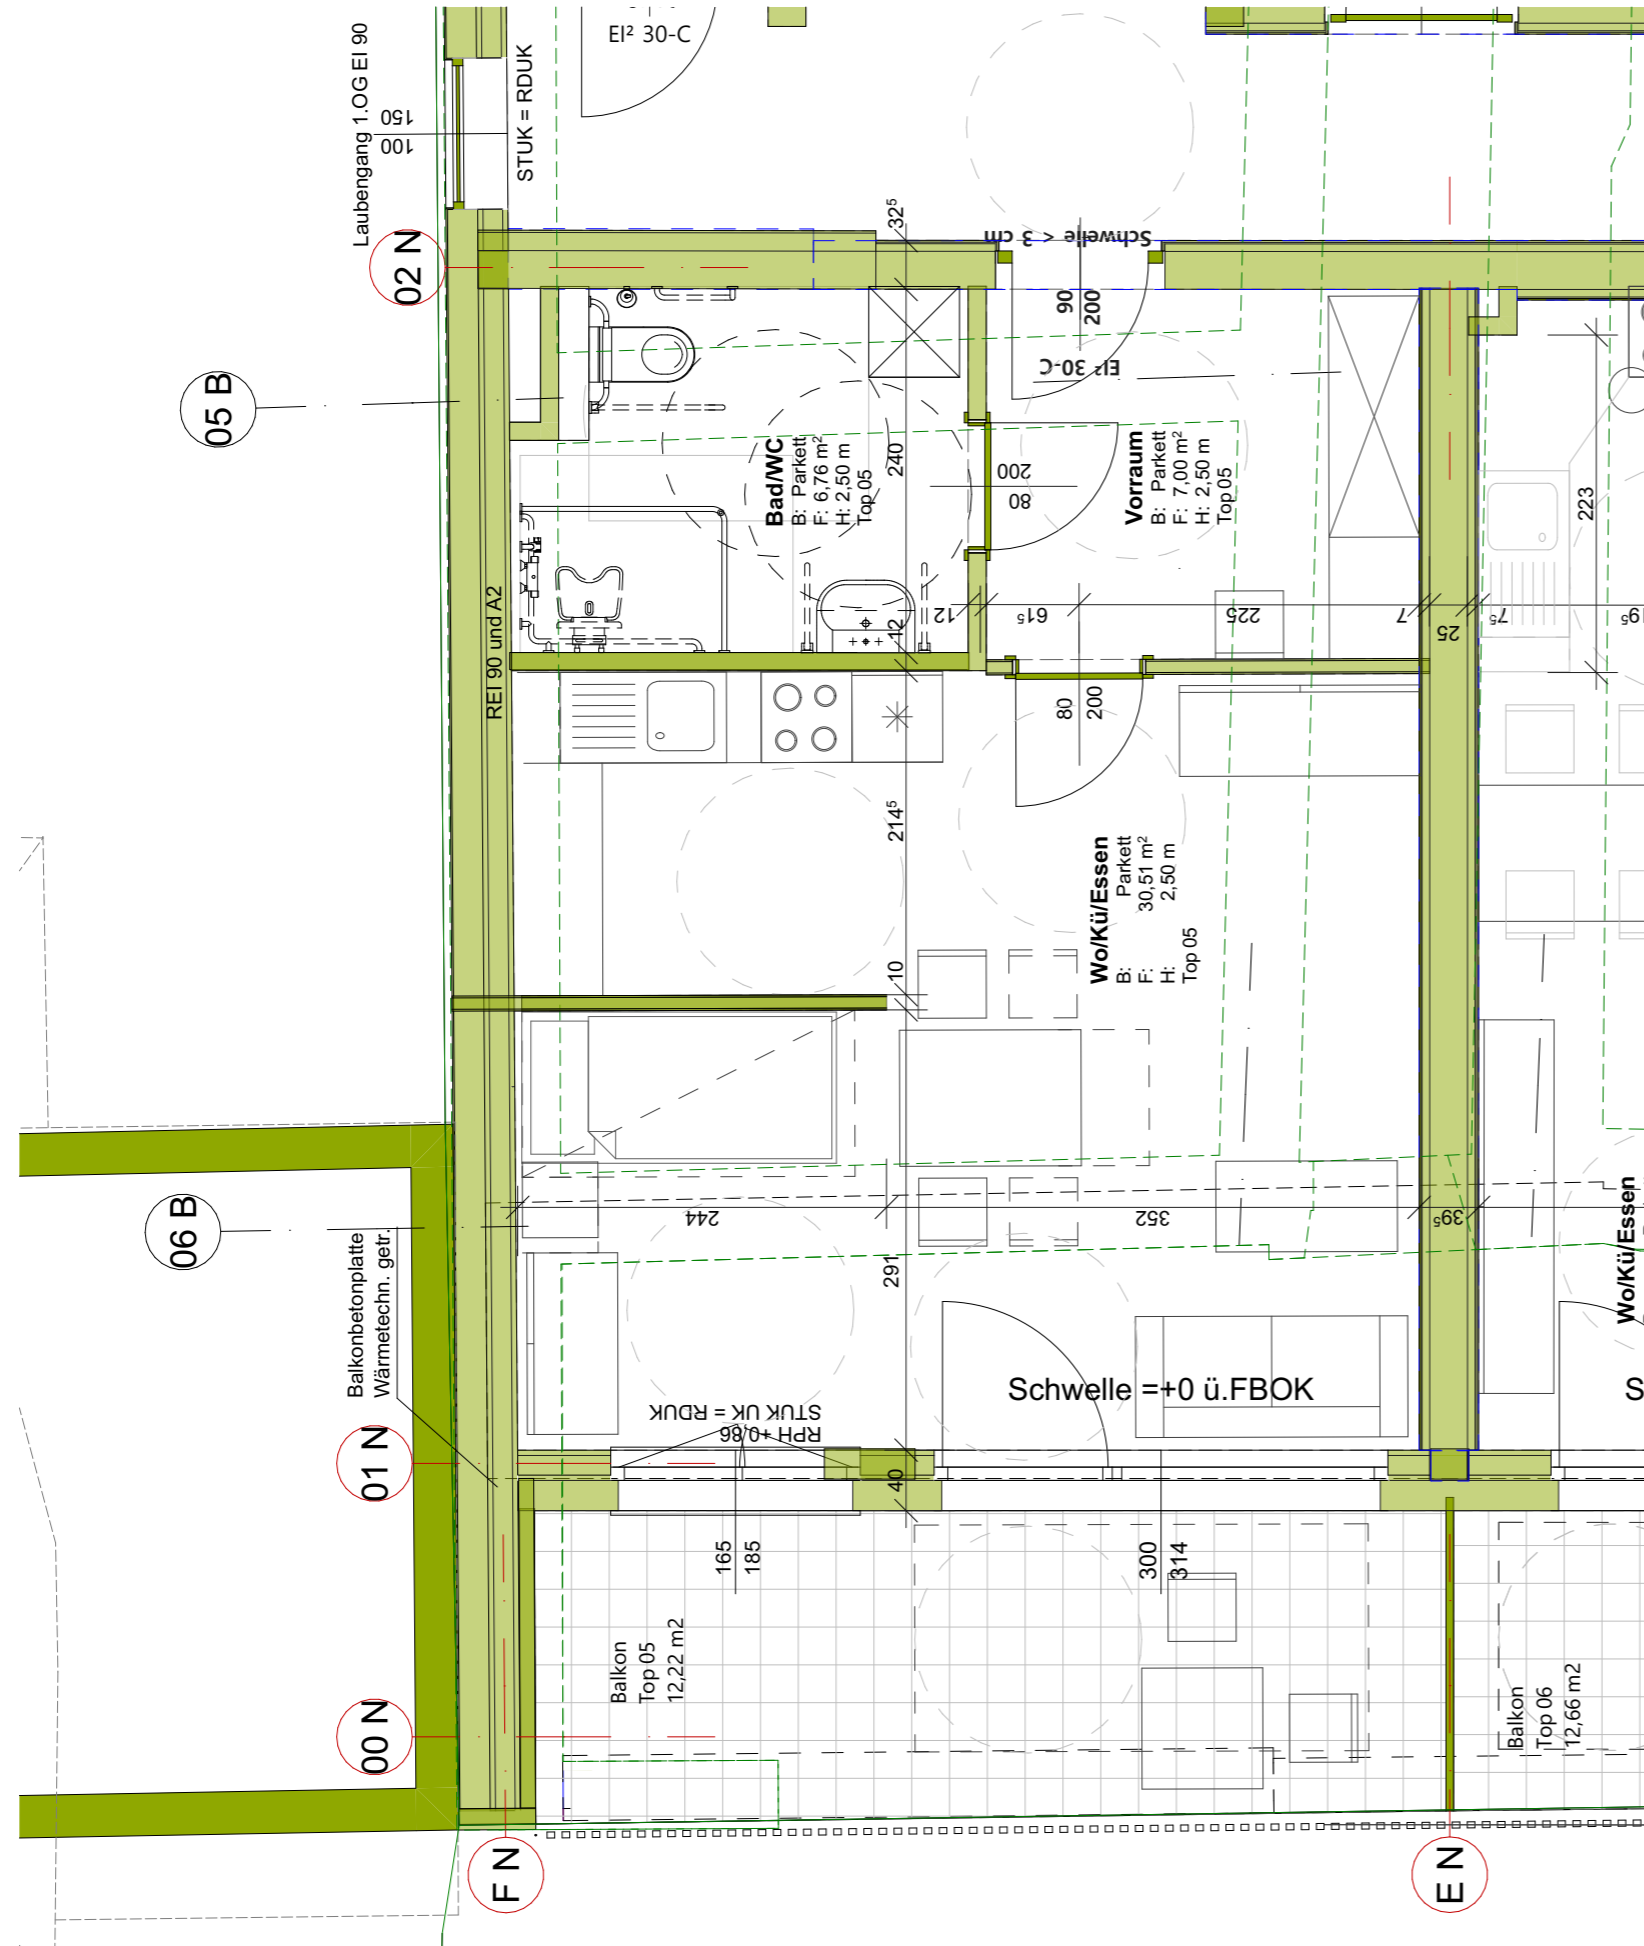 EI² 30-C
Laubengang 1.OG EI 90
100
150
STUK = RDUK
02 N
32⁵
Schwelle < 3 cm
90
200
EI² 30-C
05 B
Bad/WC
B: Parkett
F: 6,76 m²
H: 2,50 m
Top 05
240
80
200
Vorraum
B: Parkett
F: 7,00 m²
H: 2,50 m
Top 05
223
REI 90 und A2
12
12
61⁵
225
7
25
7⁵
80
200
214⁵
Wo/Kü/Essen
B: Parkett
F: 30,51 m²
H: 2,50 m
Top 05
10
06 B
244
352
39⁵
291
Balkonbetonplatte
Wärmetechn. getr.
Wo/Kü/Essen
Schwelle =+0 ü.FBOK
S
RPH +0,86
STUK UK = RDUK
01 N
40
165
185
300
314
Balkon
Top 05
12,22 m2
Balkon
Top 06
12,66 m2
00 N
F N
E N